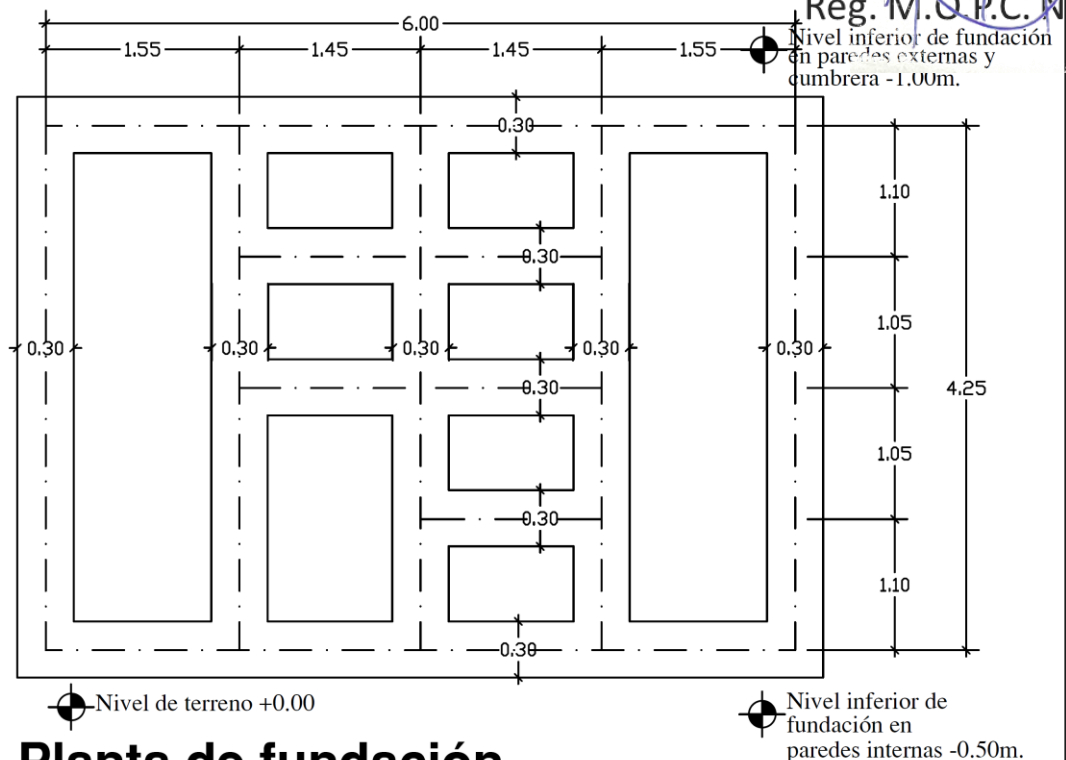 Reg. M.O.P.C. N
6.00
1.55 1.45 1.45 1.55
Nivel inferior de fundación
en paredes externas y
cumbrera -1.00m.
0.30
1.10
0.30
1.05
0.30 0.30 0.30 0.30 0.30
0.30
4.25
1.05
0.30
1.10
0.30
Nivel de terreno +0.00
Nivel inferior de
fundación en
paredes internas -0.50m.
Planta de fundación